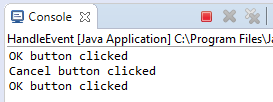 Console
HandleEvent [Java Application] C:\Program Files\Ja
OK button clicked
Cancel button clicked
OK button clicked